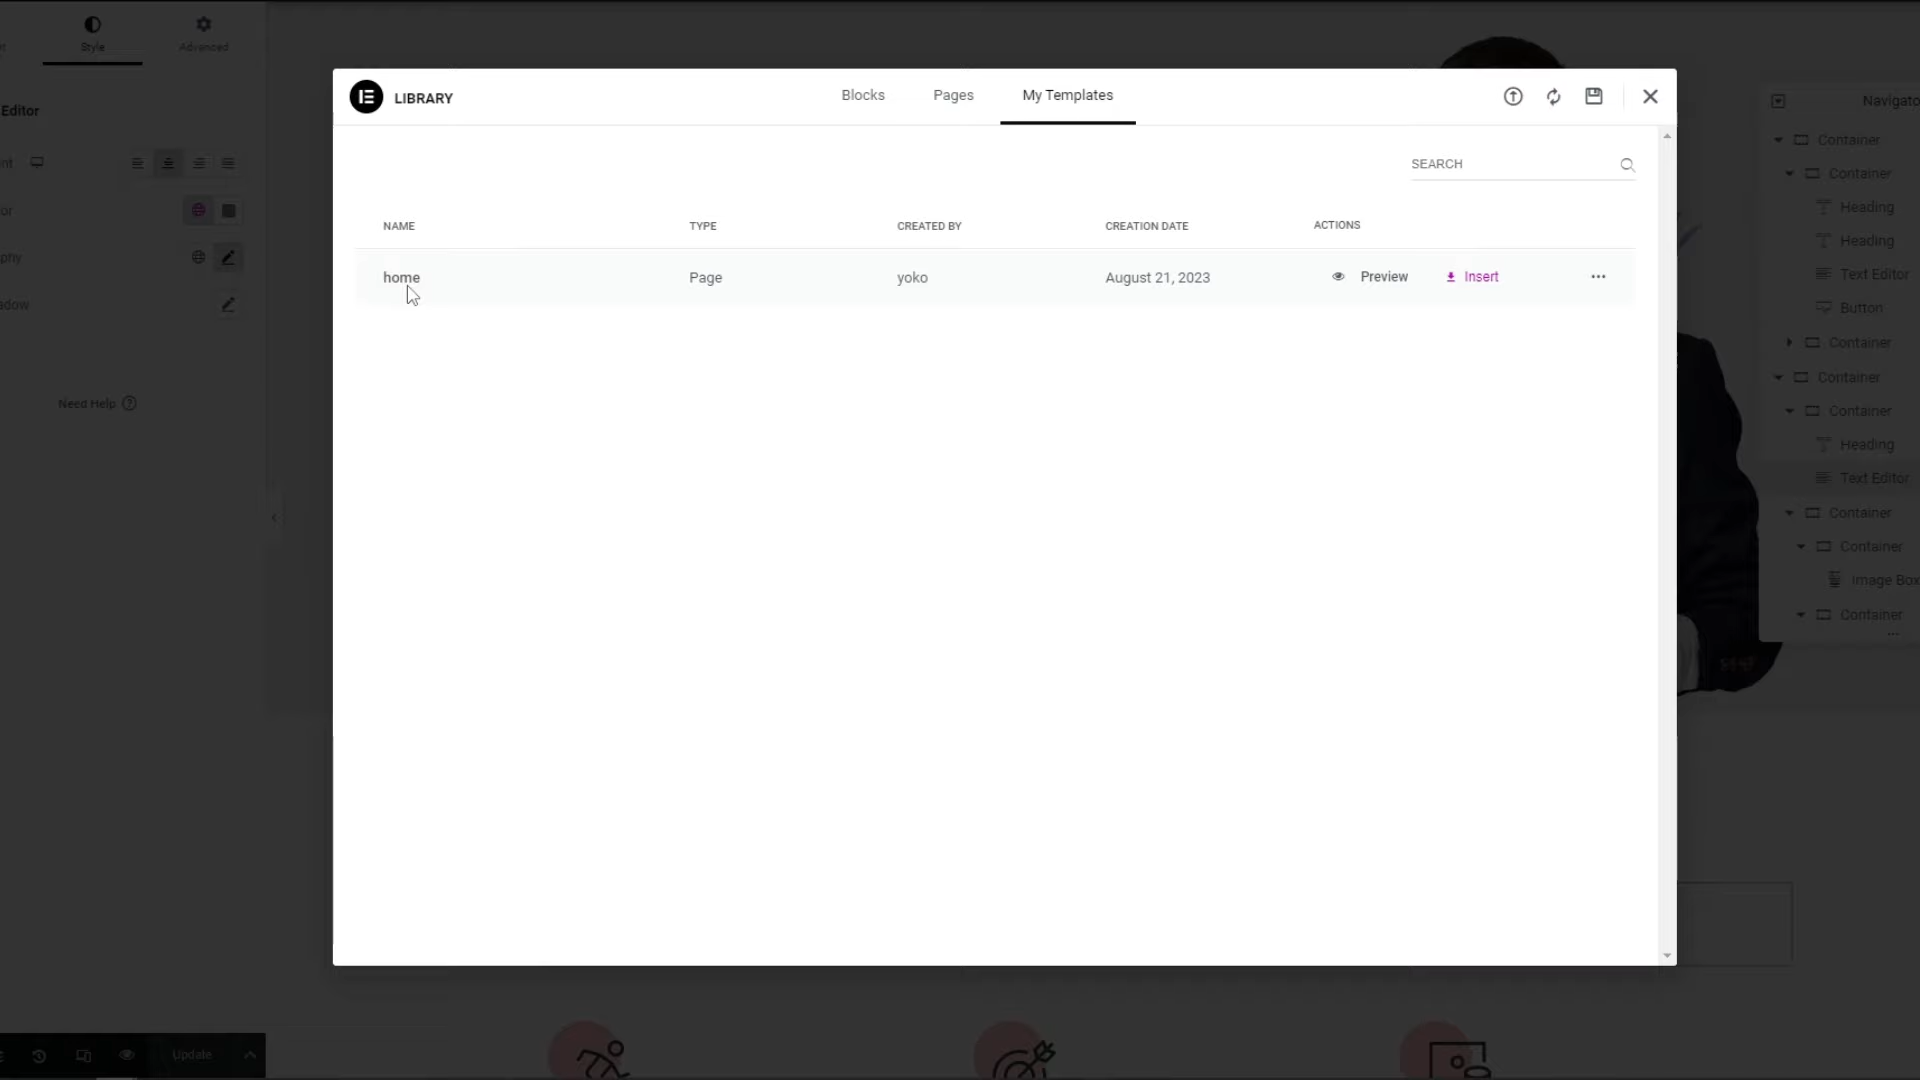 Style
Advanced
Editor
LIBRARY
Blocks
Pages
My Templates
SEARCH
NAME
TYPE
CREATED BY
CREATION DATE
ACTIONS
home
Page
yoko
August 21, 2023
Preview
Insert
Need Help
Update
Container
Container
Heading
Heading
Text Editor
Button
Container
Container
Container
Heading
Text Editor
Container
Container
Image Box
Container